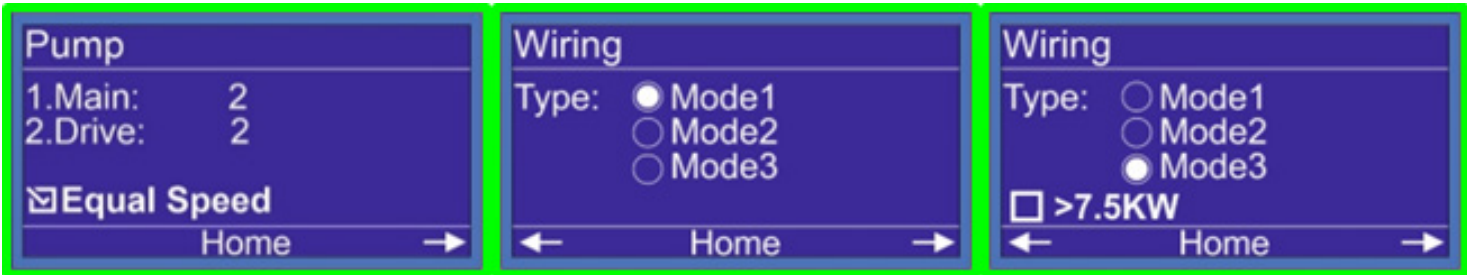 Pump
1.Main: 2
2.Drive: 2
Equal Speed
Home
Wiring
Type: Mode1
Mode2
Mode3
Home
Wiring
Type: Mode1
Mode2
Mode3
>7.5KW
Home